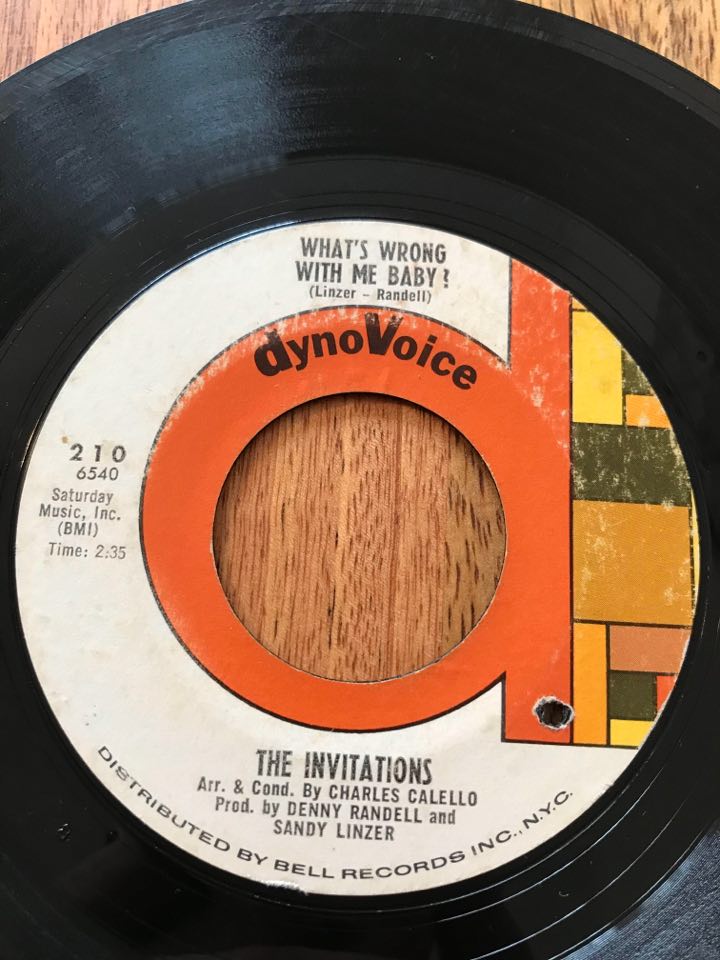 WHAT'S WRONG
WITH ME BABY?
(Linzer - Randell)
dynoVoice
210
6540
Saturday
Music, Inc.
(BMI)
Time: 2:35
THE INVITATIONS
Arr. & Cond. By CHARLES CALELLO
Prod. by DENNY RANDELL and
SANDY LINZER
DISTRIBUTED BY BELL RECORDS INC., N.Y.C.